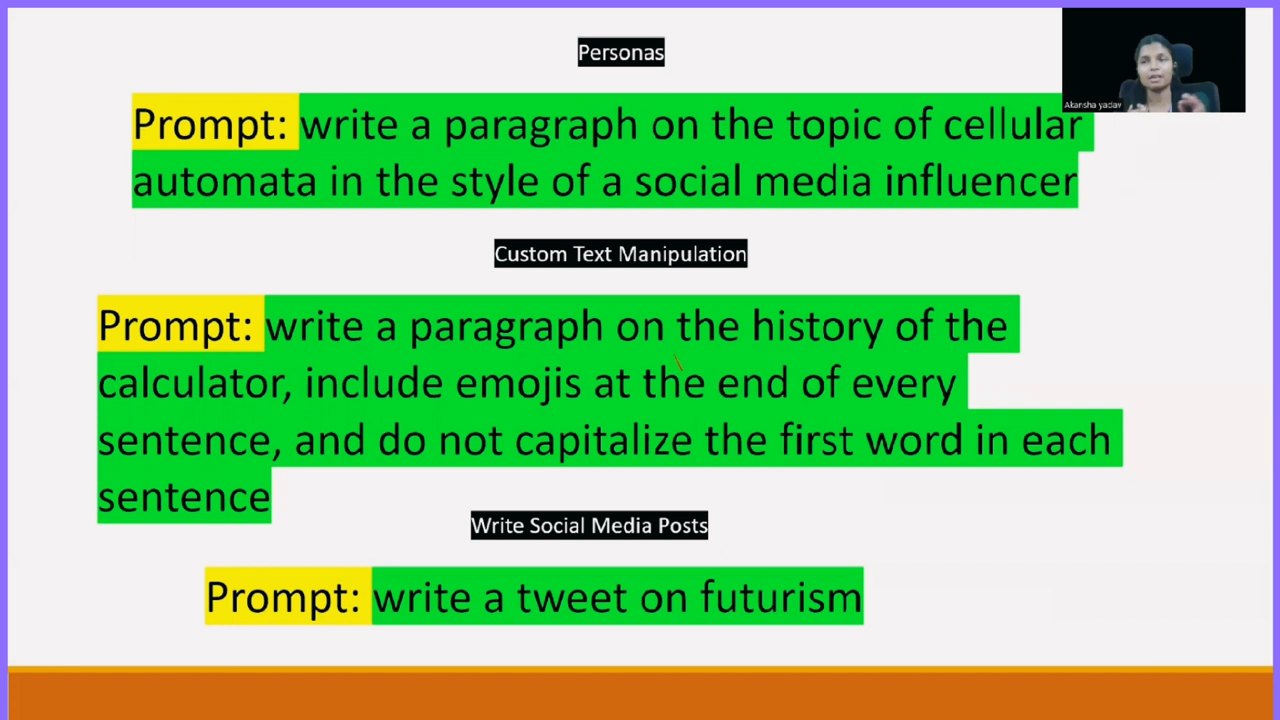 Personas
Akansha yadav
Prompt: write a paragraph on the topic of cellular
automata in the style of a social media influencer
Custom Text Manipulation
Prompt: write a paragraph on the history of the
calculator, include emojis at the end of every
sentence, and do not capitalize the first word in each
sentence
Write Social Media Posts
Prompt: write a tweet on futurism